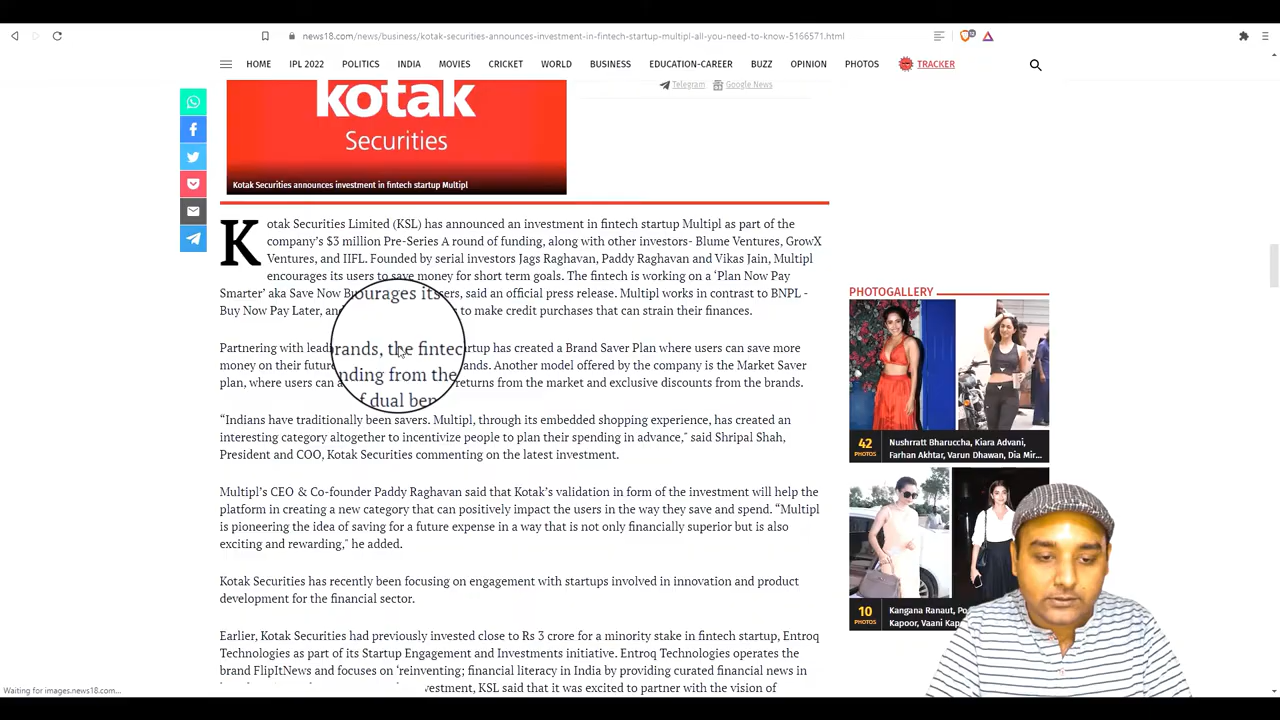 news18.com/news/business/kotak-securities-announces-investment-in-fintech-startup-multipl-all-you-need-to-know-5166571.html
HOME IPL 2022 POLITICS INDIA MOVIES CRICKET WORLD BUSINESS EDUCATION-CAREER BUZZ OPINION PHOTOS TRACKER
Telegram Google News
kotak
Securities
Kotak Securities announces investment in fintech startup Multipl
Kotak Securities Limited (KSL) has announced an investment in fintech startup Multipl as part of the
company's $3 million Pre-Series A round of funding, along with other investors- Blume Ventures, GrowX
Ventures, and IIFL. Founded by serial investors Jags Raghavan, Paddy Raghavan and Vikas Jain, Multipl
encourages its users to save money for short term goals. The fintech is working on a 'Plan Now Pay
Smarter' aka Save Now B ourages its ers, said an official press release. Multipl works in contrast to BNPL -
Buy Now Pay Later, an to make credit purchases that can strain their finances.
Partnering with lead rands, the fintec rtup has created a Brand Saver Plan where users can save more
money on their futur nding from the ands. Another model offered by the company is the Market Saver
plan, where users can a f dual ben returns from the market and exclusive discounts from the brands.
“Indians have traditionally been savers. Multipl, through its embedded shopping experience, has created an
interesting category altogether to incentivize people to plan their spending in advance," said Shripal Shah,
President and COO, Kotak Securities commenting on the latest investment.
Multipl's CEO & Co-founder Paddy Raghavan said that Kotak's validation in form of the investment will help the
platform in creating a new category that can positively impact the users in the way they save and spend. “Multipl
is pioneering the idea of saving for a future expense in a way that is not only financially superior but is also
exciting and rewarding," he added.
Kotak Securities has recently been focusing on engagement with startups involved in innovation and product
development for the financial sector.
Earlier, Kotak Securities had previously invested close to Rs 3 crore for a minority stake in fintech startup, Entroq
Technologies as part of its Startup Engagement and Investments initiative. Entroq Technologies operates the
brand FlipItNews and focuses on 'reinventing; financial literacy in India by providing curated financial news in
vestment, KSL said that it was excited to partner with the vision of
PHOTOGALLERY
42
PHOTOS
Nushrratt Bharuccha, Kiara Advani,
Farhan Akhtar, Varun Dhawan, Dia Mir...
10
PHOTOS
Kangana Ranaut, Po
Kapoor, Vaani Kap
Waiting for images.news18.com...